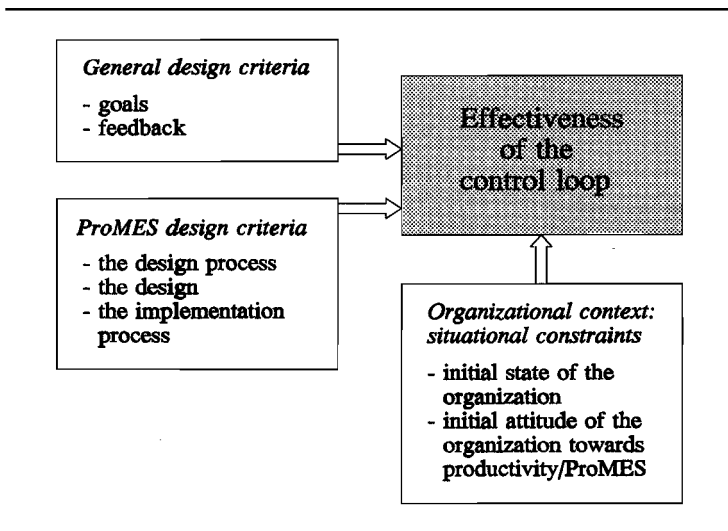 General design criteria
- goals
- feedback
Effectiveness
of the
control loop
ProMES design criteria
- the design process
- the design
- the implementation
process
Organizational context:
situational constraints
- initial state of the
organization
- initial attitude of the
organization towards
productivity/ProMES